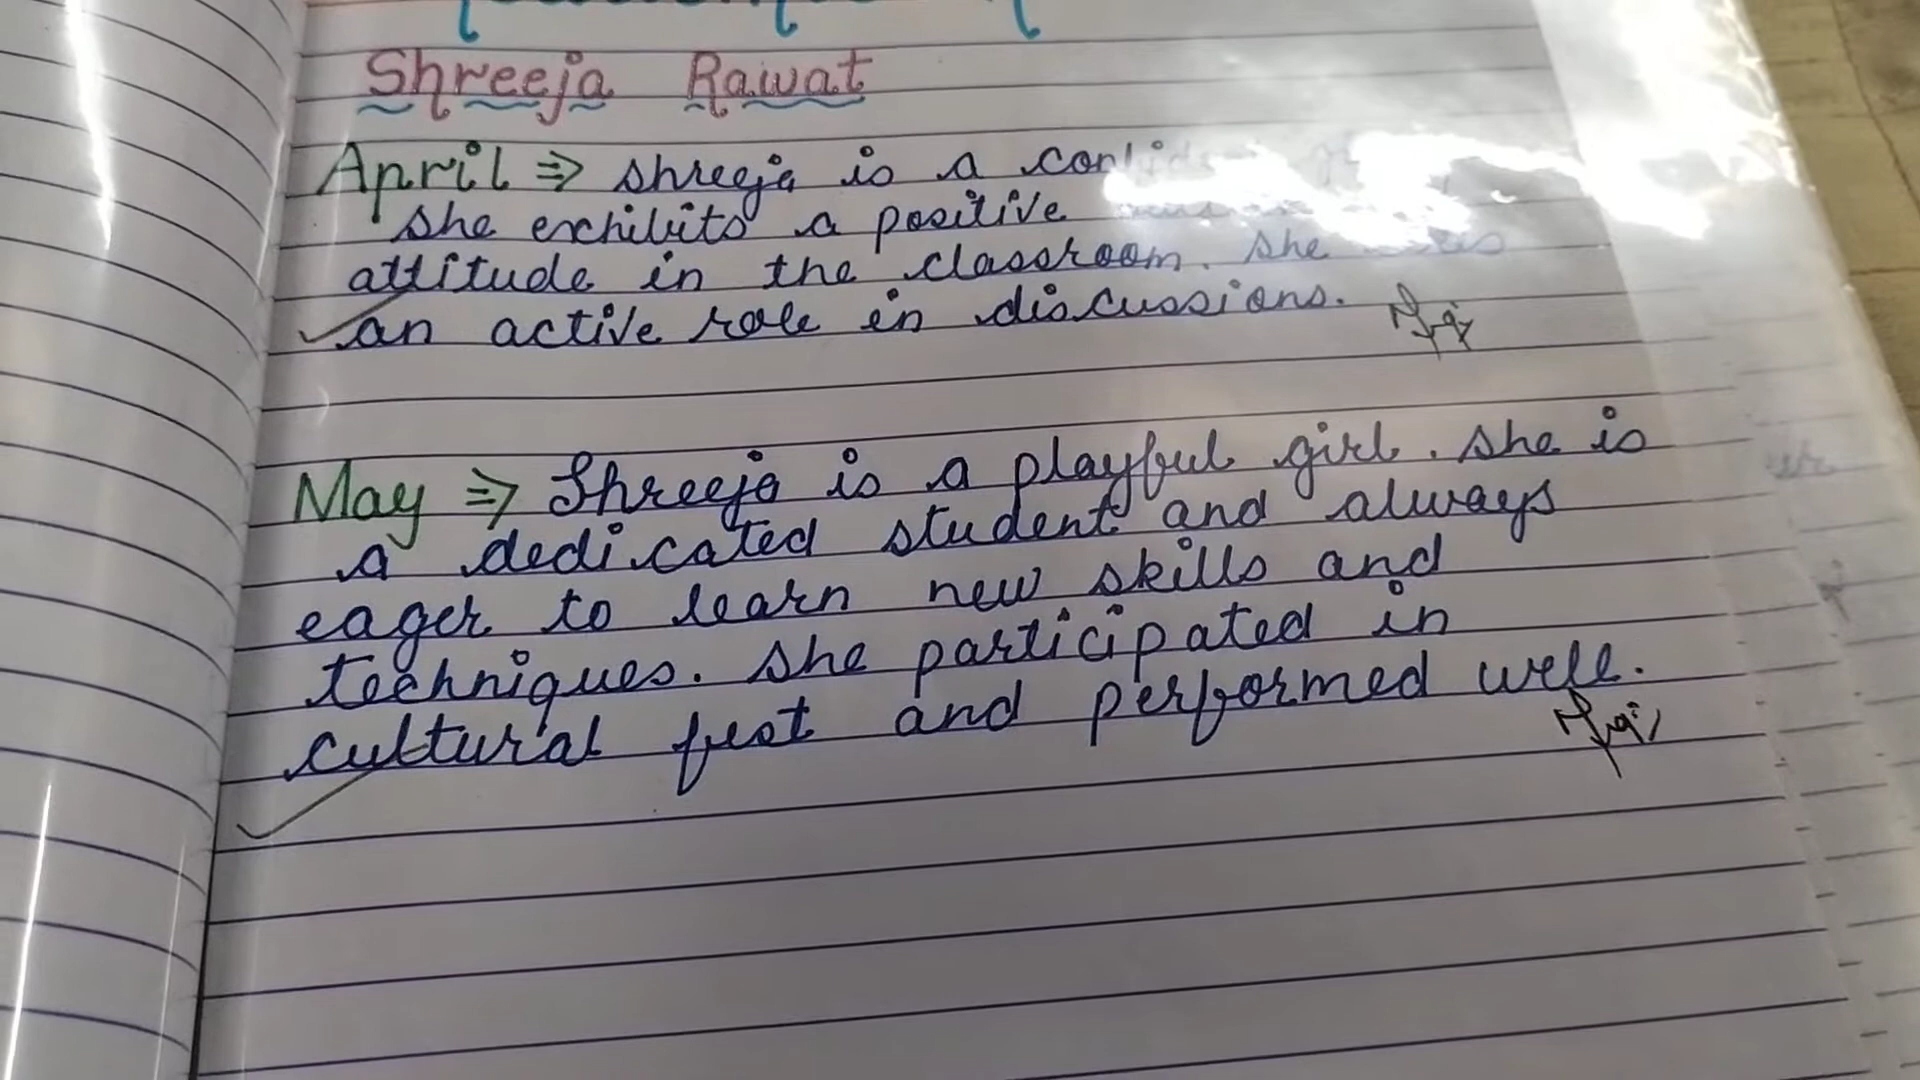 Shreeja Rawat
April ⇒ Shreeja is a
she exhibits a positive
attitude in the classroom. She
an active role in discussions.
May ⇒ Shreeja is a playful girl. She is
a dedicated student and always
eager to learn new skills and
techniques. She participated in
cultural fest and performed well.